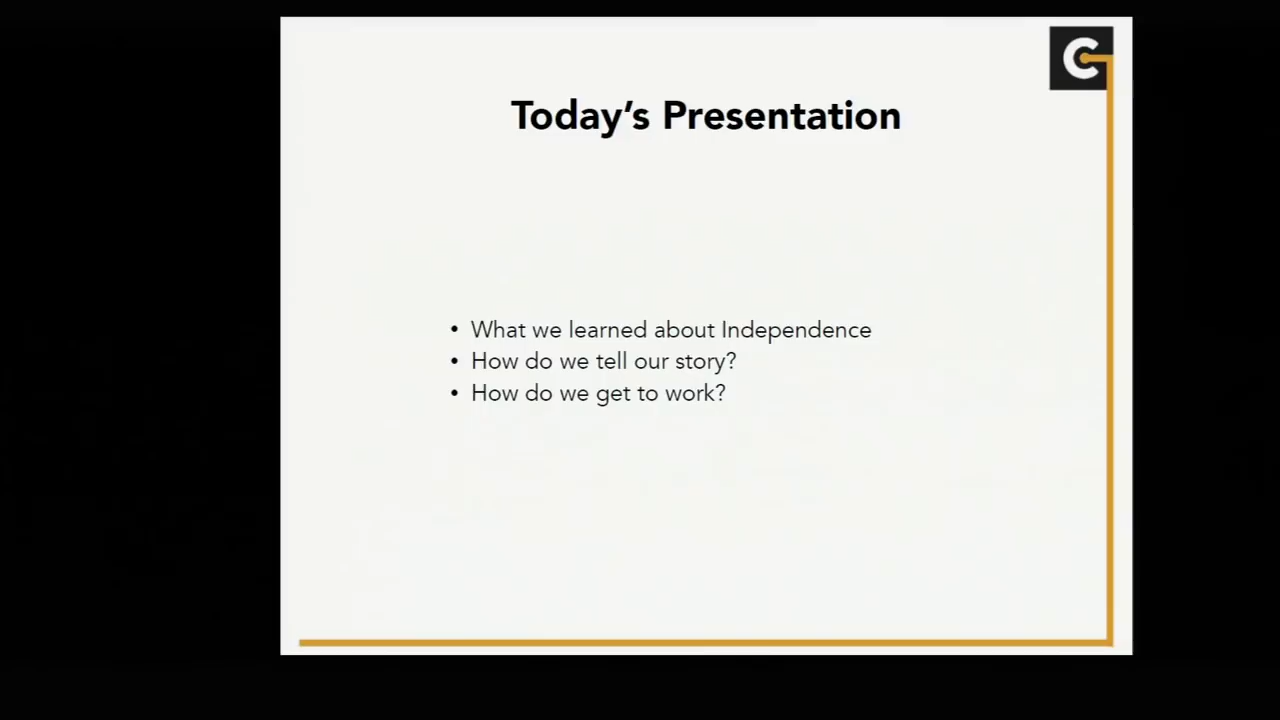 C
Today‘s Presentation
• What we learned about Independence
• How do we tell our story?
• How do we get to work?